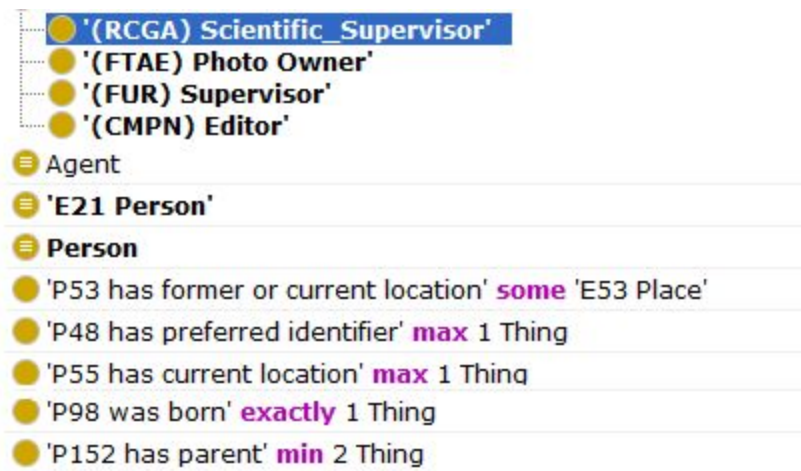 '(RCGA) Scientific_Supervisor'
'(FTAE) Photo Owner'
'(FUR) Supervisor'
'(CMPN) Editor'
Agent
'E21 Person'
Person
'P53 has former or current location' some 'E53 Place'
'P48 has preferred identifier' max 1 Thing
'P55 has current location' max 1 Thing
'P98 was born' exactly 1 Thing
'P152 has parent' min 2 Thing